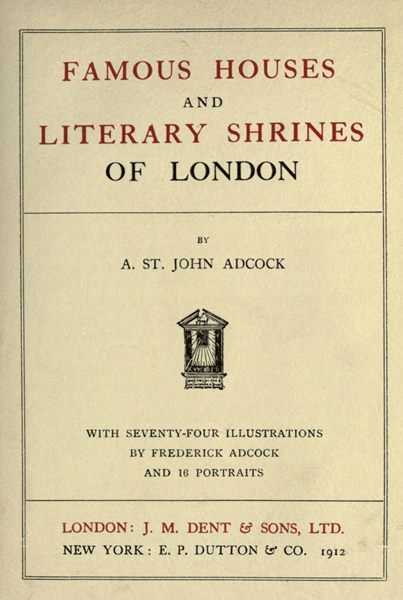 FAMOUS HOUSES
AND
LITERARY SHRINES
OF LONDON
BY
A. ST. JOHN ADCOCK
WITH SEVENTY-FOUR ILLUSTRATIONS
BY FREDERICK ADCOCK
AND 16 PORTRAITS
LONDON: J. M. DENT & SONS, LTD.
NEW YORK: E. P. DUTTON & CO. 1912